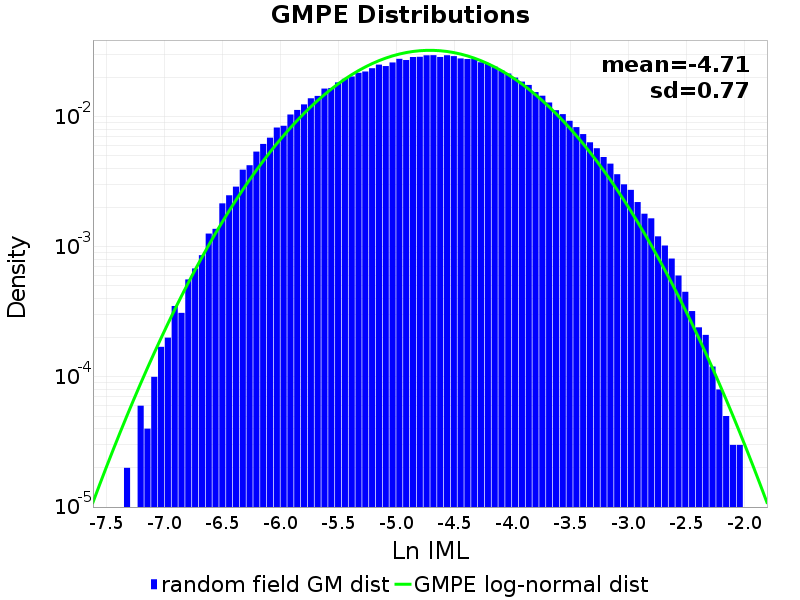 GMPE Distributions
mean=-4.71
sd=0.77
Density
10-2
10-3
10-4
10-5
-7.5 -7.0 -6.5 -6.0 -5.5 -5.0 -4.5 -4.0 -3.5 -3.0 -2.5 -2.0
Ln IML
random field GM dist GMPE log-normal dist